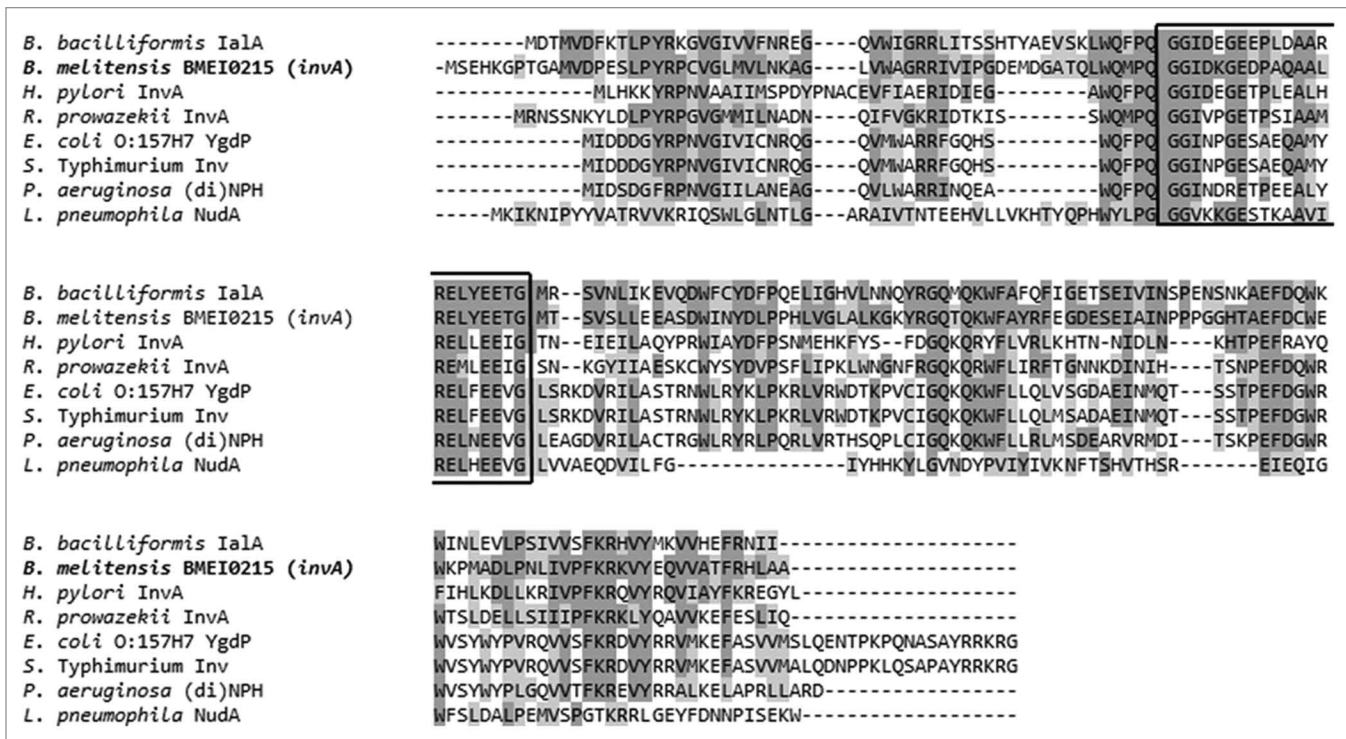 B. bacilliformis IalA --------MDTMVDFKTLPYRKGVGIVVFNREG----QVWIGRRLITSSHTYAEVSKLWQFPQGGIDEGEEPLDAAR
B. melitensis BMEI0215 (invA) -MSEHKGPTGAMVDPESLPYRPCVGLMVLNKAG----LVWAGRRIVIPGDEMDGATQLWQMPQGGIDKGEDPAQAAL
H. pylori InvA --------------MLHKKYRPNVAAIIMSPDYPNACEVFIAERIDIEG---------AWQFPQGGIDEGETPLEALH
R. prowazekii InvA -------MRNSSNKYLDLPYRPGVGMMILNADN----QIFVGKRIDTKIS--------SWQMPQGGIVPGETPSIAAM
E. coli O:157H7 YgdP -------------MIDDDGYRPNVGIVICNRQG----QVMWARRFGQHS---------WQFPQGGINPGESAEQAMY
S. Typhimurium Inv -------------MIDDDGYRPNVGIVICNRQG----QVMWARRFGQHS---------WQFPQGGINPGESAEQAMY
P. aeruginosa (di)NPH -------------MIDSDGFRPNVGIILANEAG----QVLWARRINQEA---------WQFPQGGINDRETPEEALY
L. pneumophila NudA -----MKIKNIPYYVATRVVKRIQSWLGLNTLG---ARAIVTNTEEHVLLVKHTYQPHWYLPGGGVKKGESTKAAVI
B. bacilliformis IalA RELYEETGMR--SVNLIKEVQDWFCYDFPQELIGHVLNNQYRGQMQKWFAFQFIGETSEIVINSPENSNKAEFDQWK
B. melitensis BMEI0215 (invA) RELYEETGMT--SVSLLEEASDWINYDLPPHLVGLALKGKYRGQTQKWFAYRFEGDESEIAINPPPGGHTAEFDCWE
H. pylori InvA RELLEEIGTN--EIEILAQYPRWIAYDFPSNMEHKFYS--FDGQKQRYFLVRLKHTN-NIDLN----KHTPEFRAYQ
R. prowazekii InvA REMLEEIGSN--KGYIIAESKCWYSYDVPSFLIPKLWNGNFRGQKQRWFLIRFTGNNKDINIH---TSNPEFDQWR
E. coli O:157H7 YgdP RELFEEVGLSRKDVRILASTRNWLRYKLPKRLVRWDTKPVCIGQKQKWFLLQLVSGDAEINMQT---SSTPEFDGWR
S. Typhimurium Inv RELFEEVGLSRKDVRILASTRNWLRYKLPKRLVRWDTKPVCIGQKQKWFLLQLMSADAEINMQT---SSTPEFDGWR
P. aeruginosa (di)NPH RELNEEVGLEAGDVRILACTRGWLRYRLPQRLVRTHSQPLCIGQKQKWFLLRLMSDEARVRMDI---TSKPEFDGWR
L. pneumophila NudA RELHEEVGLVVAEQDVILFG--------------IYHHKYLGVNDYPVIYIVKNFTSHVTHSR-------EIEQIG
B. bacilliformis IalA WINLEVLPSIVVSFKRHVYMKVVHEFRNII--------------------
B. melitensis BMEI0215 (invA) WKPMADLPNLIVPFKRKVYEQVVATFRHLAA-------------------
H. pylori InvA FIHLKDLLKRIVPFKRQVYRQVIAYFKREGYL------------------
R. prowazekii InvA WTSLDELLSIIIPFKRKLYQAVVKEFESLIQ-------------------
E. coli O:157H7 YgdP WVSYWYPVRQVVSFKRDVYRRVMKEFASVVMSLQENTPKPQNASAYRRKRG
S. Typhimurium Inv WVSYWYPVRQVVSFKRDVYRRVMKEFASVVMALQDNPPKLQSAPAYRRKRG
P. aeruginosa (di)NPH WVSYWYPLGQVVTFKREVYRRALKELAPRLLARD----------------
L. pneumophila NudA WFSLDALPEMVSPGTKRRLGEYFDNNPISEKW------------------